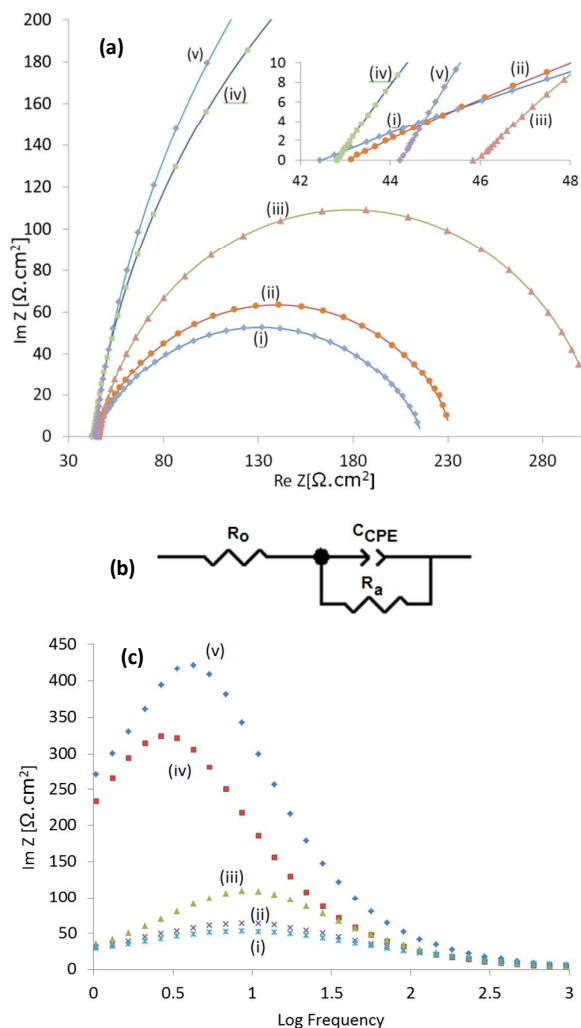 (a)
Im Z [Ω.cm²]
200
180
160
140
120
100
80
60
40
20
0
30 80 130 180 230 280
Re Z[Ω.cm²]
(v)
(iv)
(iii)
(ii)
(i)
10
8
6
4
2
0
42 44 46 48
(iv)
(v)
(ii)
(i)
(iii)
(b)
Ro
CCPE
Ra
(c)
Im Z [Ω.cm²]
450
400
350
300
250
200
150
100
50
0
0 0.5 1 1.5 2 2.5 3
Log Frequency
(v)
(iv)
(iii)
(ii)
(i)